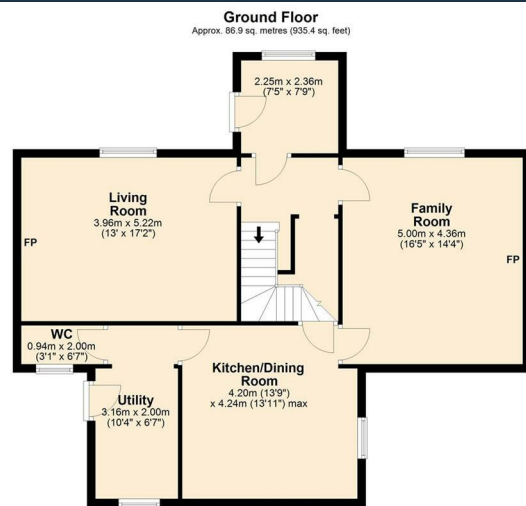 Ground Floor
Approx. 86.9 sq. metres (935.4 sq. feet)
2.25m x 2.36m
(7'5" x 7'9")
Living
Room
3.96m x 5.22m
(13' x 17'2")
FP
Family
Room
5.00m x 4.36m
(16'5" x 14'4")
FP
WC
0.94m x 2.00m
(3'1" x 6'7")
Kitchen/Dining
Room
4.20m (13'9")
x 4.24m (13'11") max
Utility
3.16m x 2.00m
(10'4" x 6'7")